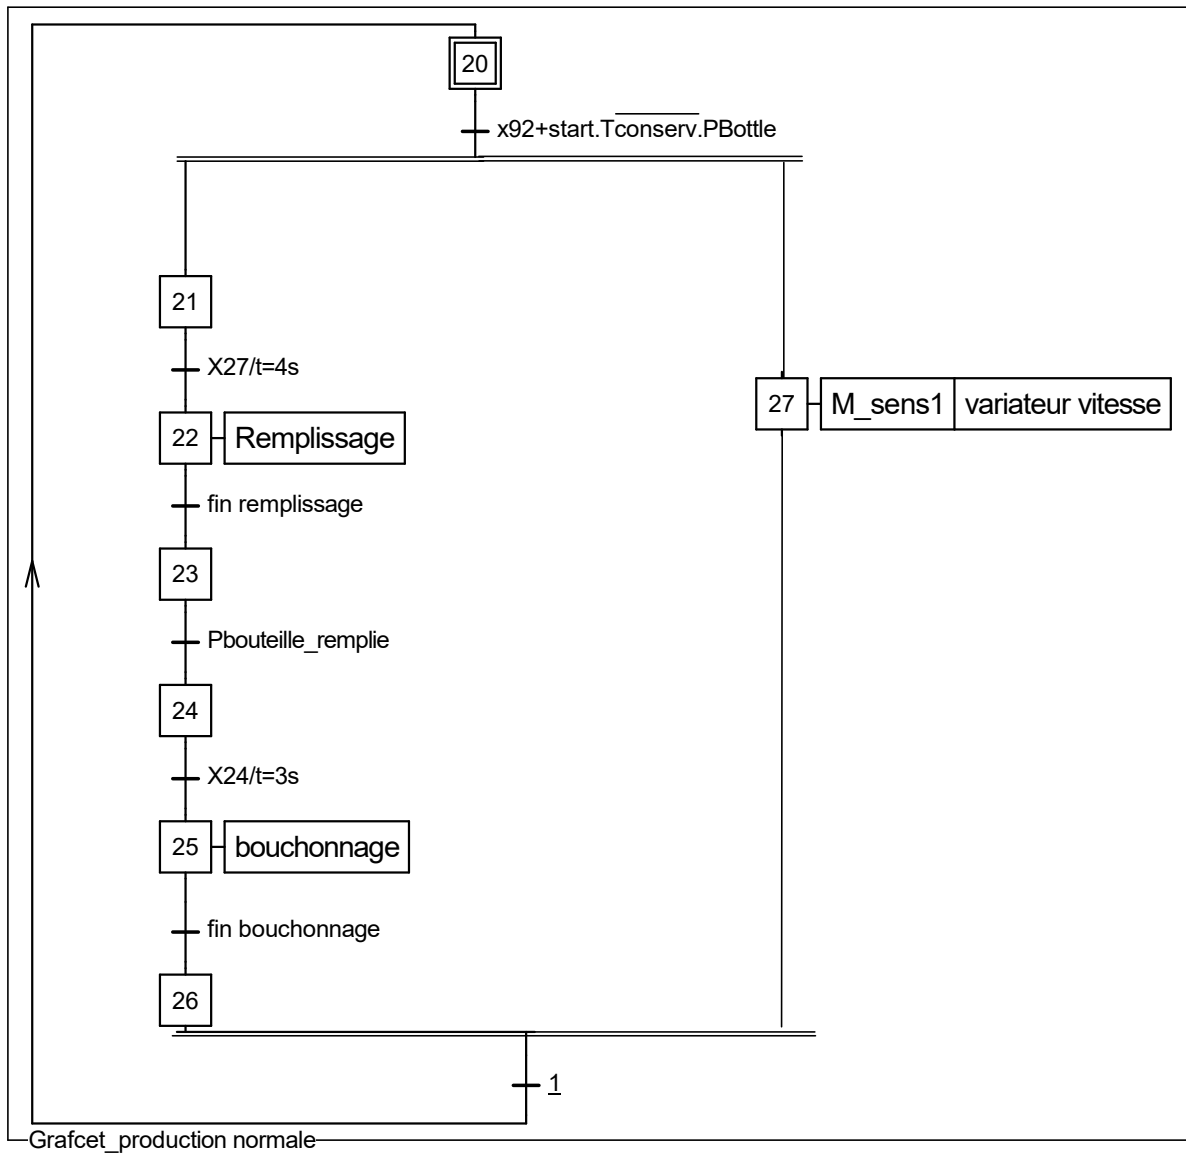 20
x92+start.Tconserv.PBottle
21
X27/t=4s
27 M_sens1 variateur vitesse
22 Remplissage
fin remplissage
23
Pbouteille_remplie
24
X24/t=3s
25 bouchonnage
fin bouchonnage
26
1
Grafcet_production normale